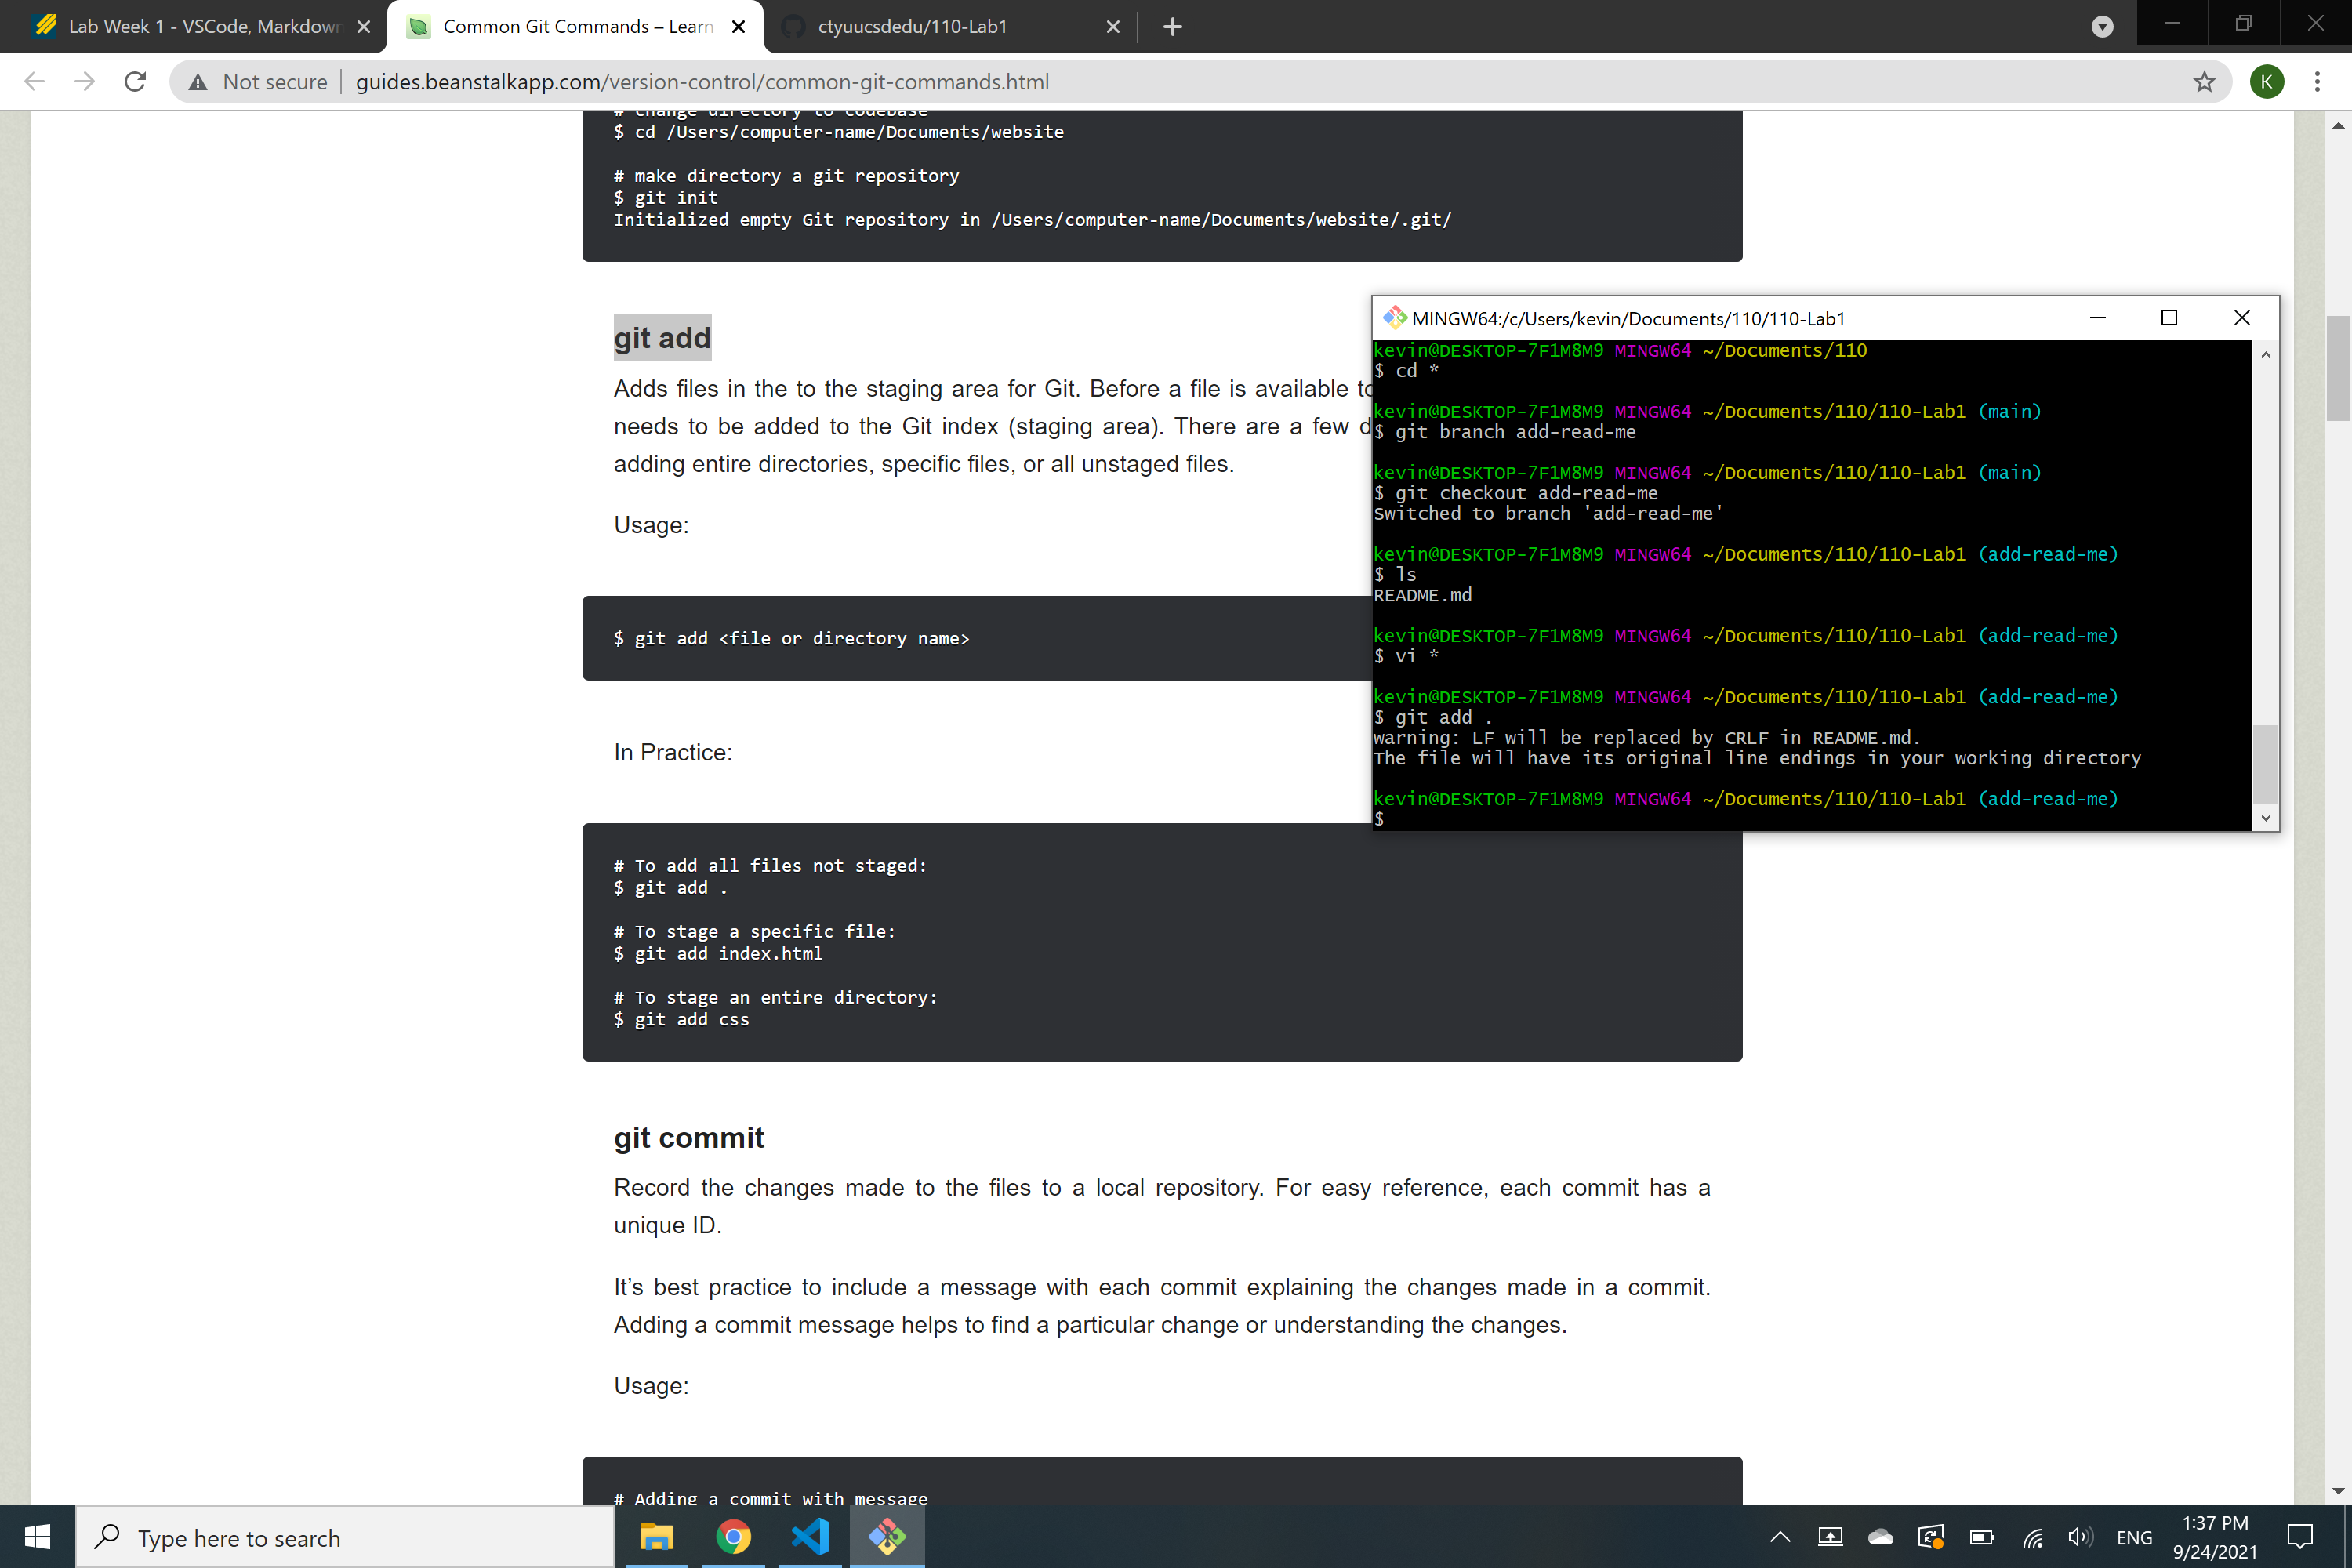 Lab Week 1 - VSCode, Markdown
Common Git Commands – Learn
ctyuucsdedu/110-Lab1
Not secure
guides.beanstalkapp.com/version-control/common-git-commands.html
K
# change directory to codebase
$ cd /Users/computer-name/Documents/website
# make directory a git repository
$ git init
Initialized empty Git repository in /Users/computer-name/Documents/website/.git/
git add
Adds files in the to the staging area for Git. Before a file is available to
needs to be added to the Git index (staging area). There are a few d
adding entire directories, specific files, or all unstaged files.
Usage:
$ git add <file or directory name>
In Practice:
# To add all files not staged:
$ git add .
# To stage a specific file:
$ git add index.html
# To stage an entire directory:
$ git add css
git commit
Record the changes made to the files to a local repository. For easy reference, each commit has a
unique ID.
It’s best practice to include a message with each commit explaining the changes made in a commit.
Adding a commit message helps to find a particular change or understanding the changes.
Usage:
# Adding a commit with message
MINGW64:/c/Users/kevin/Documents/110/110-Lab1
kevin@DESKTOP-7F1M8M9 MINGW64 ~/Documents/110
$ cd *
kevin@DESKTOP-7F1M8M9 MINGW64 ~/Documents/110/110-Lab1 (main)
$ git branch add-read-me
kevin@DESKTOP-7F1M8M9 MINGW64 ~/Documents/110/110-Lab1 (main)
$ git checkout add-read-me
Switched to branch 'add-read-me'
kevin@DESKTOP-7F1M8M9 MINGW64 ~/Documents/110/110-Lab1 (add-read-me)
$ ls
README.md
kevin@DESKTOP-7F1M8M9 MINGW64 ~/Documents/110/110-Lab1 (add-read-me)
$ vi *
kevin@DESKTOP-7F1M8M9 MINGW64 ~/Documents/110/110-Lab1 (add-read-me)
$ git add .
warning: LF will be replaced by CRLF in README.md.
The file will have its original line endings in your working directory
kevin@DESKTOP-7F1M8M9 MINGW64 ~/Documents/110/110-Lab1 (add-read-me)
$
Type here to search
ENG
1:37 PM
9/24/2021